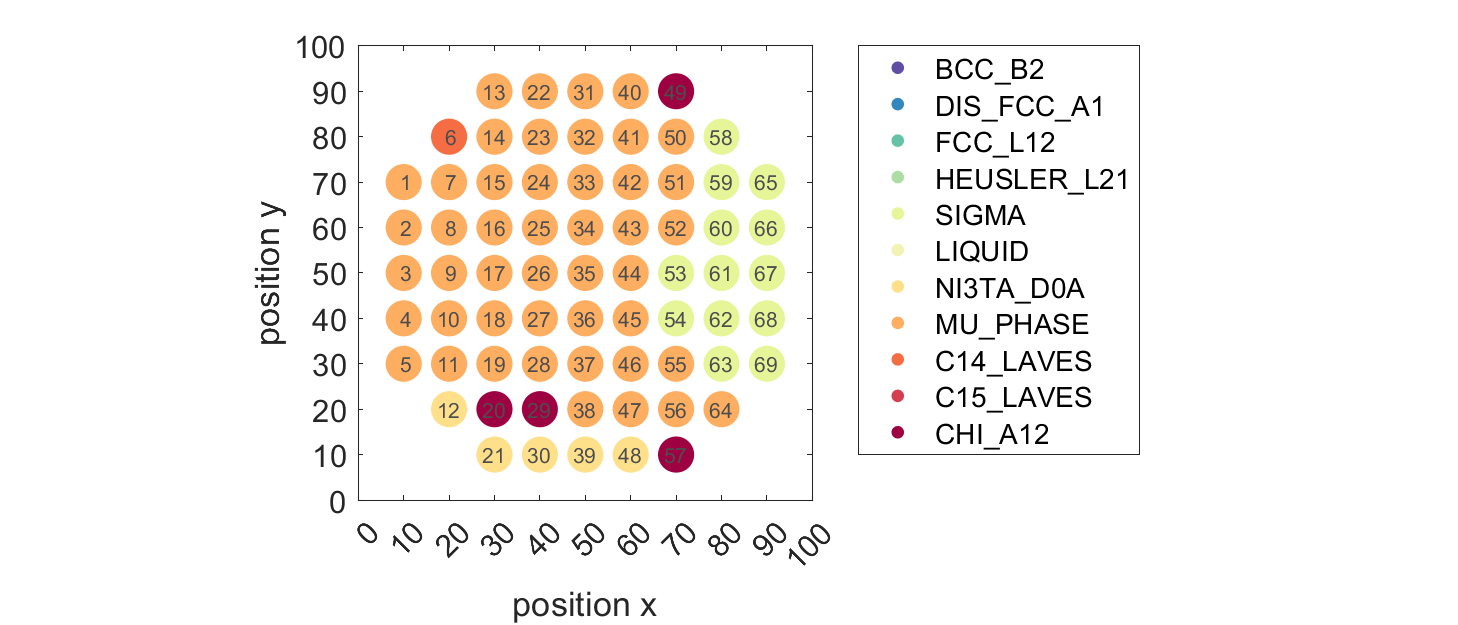 100
90 13 22 31 40 49
80 6 14 23 32 41 50 58
70 1 7 15 24 33 42 51 59 65
60 2 8 16 25 34 43 52 60 66
50 3 9 17 26 35 44 53 61 67
40 4 10 18 27 36 45 54 62 68
30 5 11 19 28 37 46 55 63 69
20 12 20 29 38 47 56 64
10 21 30 39 48 57
0
0 10 20 30 40 50 60 70 80 90 100
position x
position y
BCC_B2
DIS_FCC_A1
FCC_L12
HEUSLER_L21
SIGMA
LIQUID
NI3TA_D0A
MU_PHASE
C14_LAVES
C15_LAVES
CHI_A12